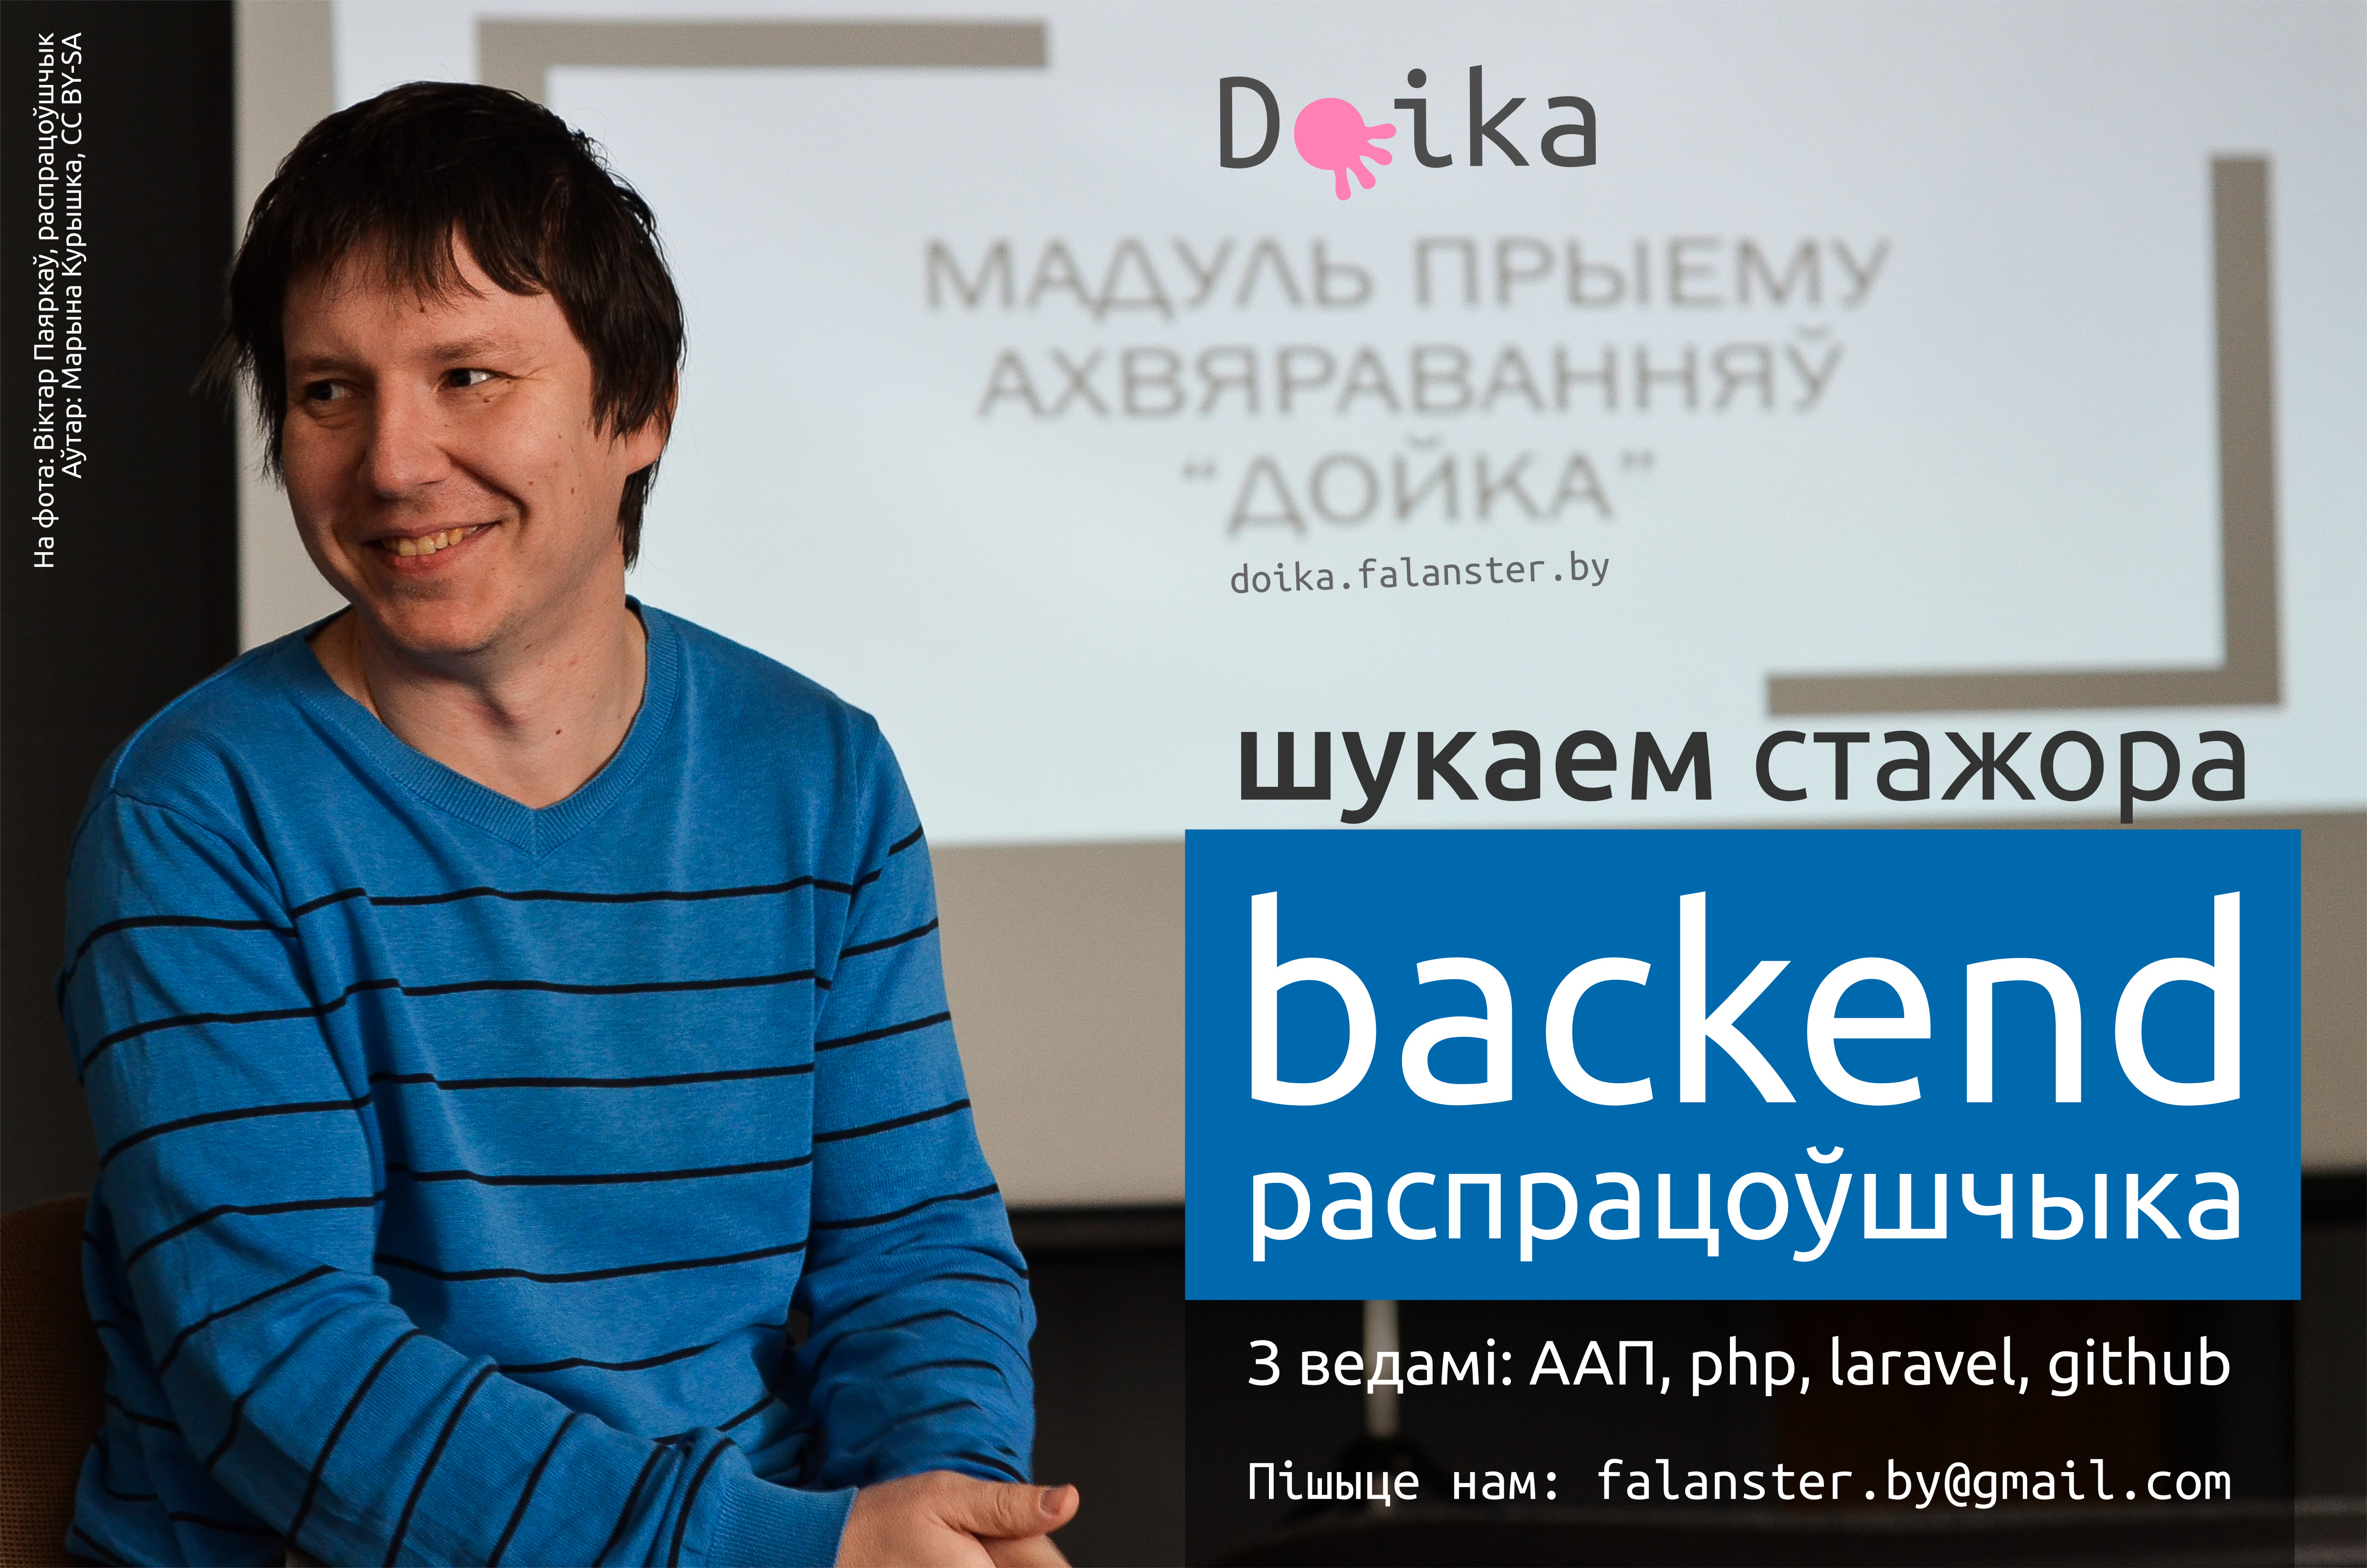 На фота: Віктар Паяркаў, распрацоўшчык
Аўтар: Марына Курышка, CC BY-SA
Doika
МАДУЛЬ ПРЫЕМУ
АХВЯРАВАННЯЎ
“ДОЙКА”
doika.falanster.by
шукаем стажора
backend
распрацоўшчыка
З ведамі: ААП, php, laravel, github
Пішыце нам: falanster.by@gmail.com